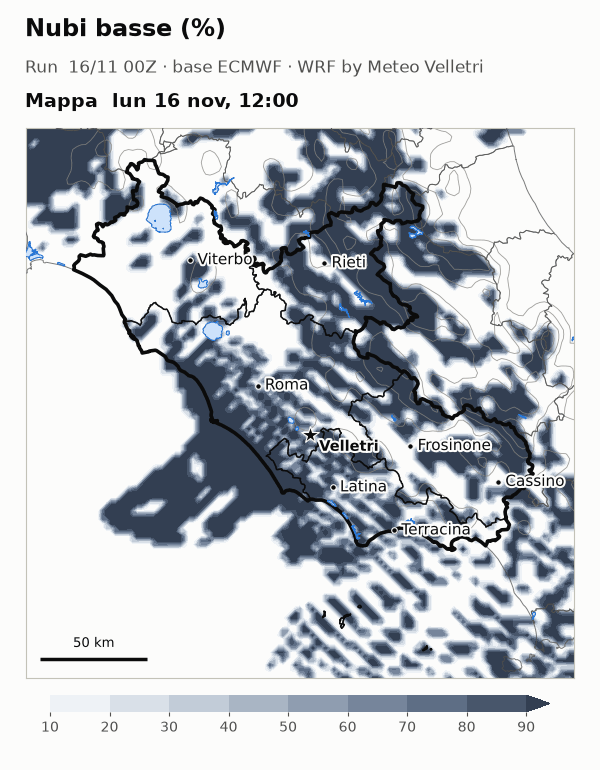 Nubi basse (%)
Run 16/11 00Z · base ECMWF · WRF by Meteo Velletri
Mappa lun 16 nov, 12:00
Viterbo
Rieti
Roma
Velletri
Frosinone
Cassino
Latina
Terracina
50 km
10 20 30 40 50 60 70 80 90